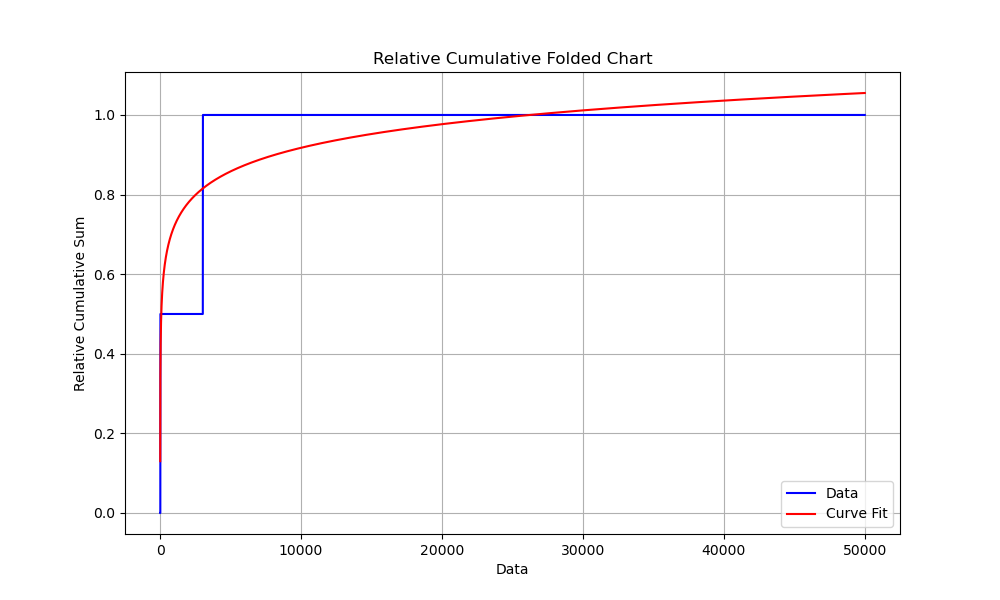 Relative Cumulative Folded Chart
Relative Cumulative Sum
1.0
0.8
0.6
0.4
0.2
0.0
Data
Curve Fit
0 10000 20000 30000 40000 50000
Data